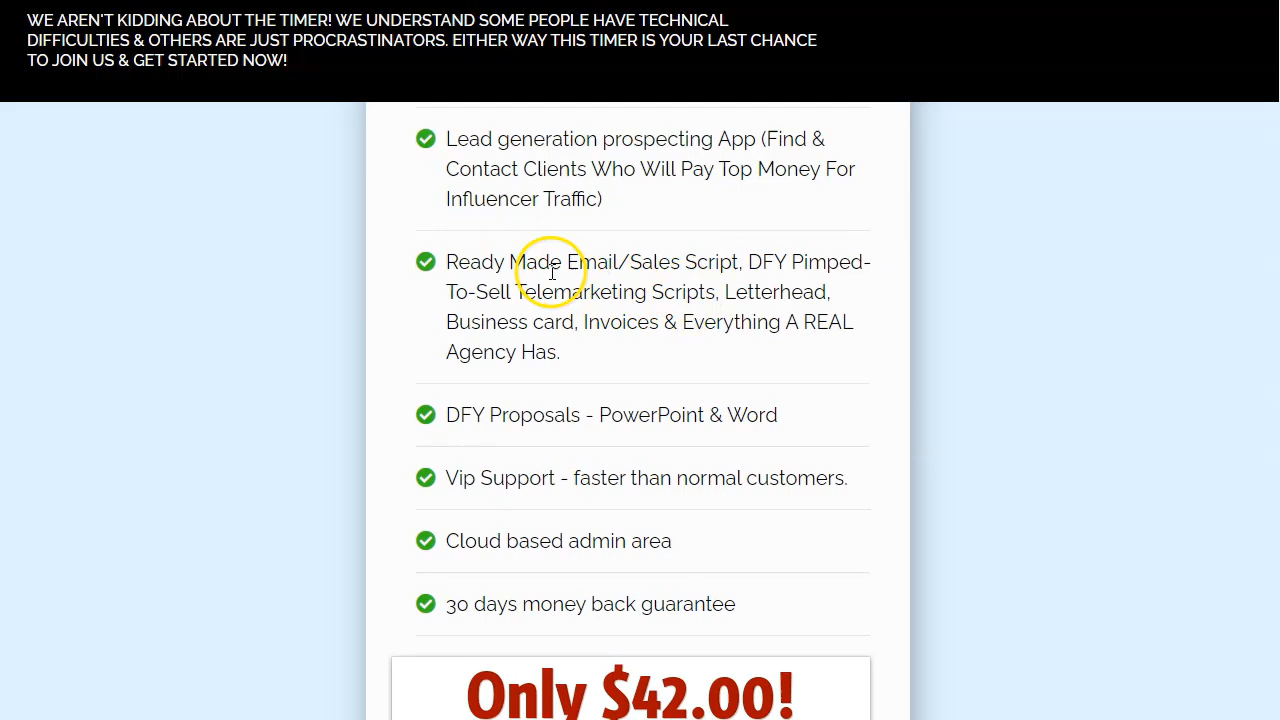 WE AREN'T KIDDING ABOUT THE TIMER! WE UNDERSTAND SOME PEOPLE HAVE TECHNICAL
DIFFICULTIES & OTHERS ARE JUST PROCRASTINATORS. EITHER WAY THIS TIMER IS YOUR LAST CHANCE
TO JOIN US & GET STARTED NOW!
Lead generation prospecting App (Find &
Contact Clients Who Will Pay Top Money For
Influencer Traffic)
Ready Made Email/Sales Script, DFY Pimped-
To-Sell Telemarketing Scripts, Letterhead,
Business card, Invoices & Everything A REAL
Agency Has.
DFY Proposals - PowerPoint & Word
Vip Support - faster than normal customers.
Cloud based admin area
30 days money back guarantee
Only $42.00!